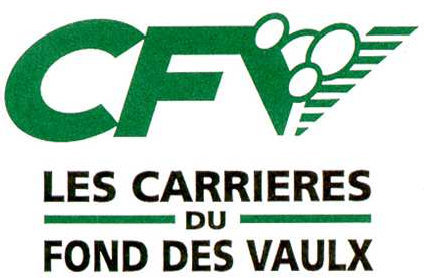 CFV
LES CARRIERES
DU
FOND DES VAULX